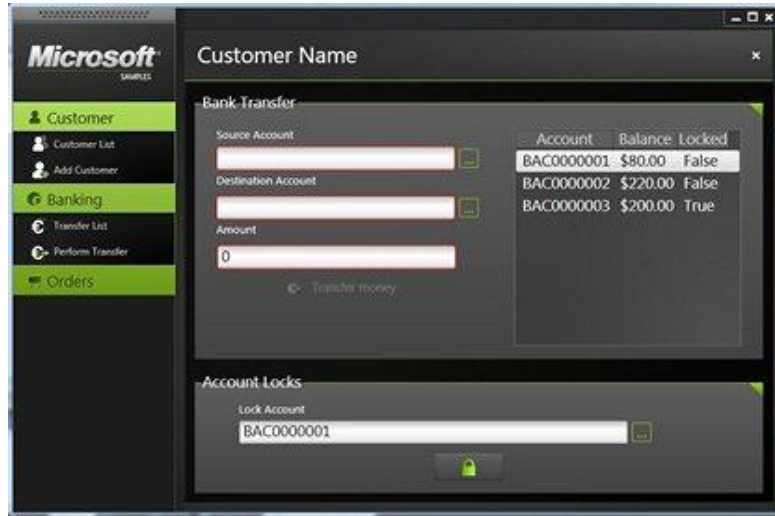 Microsoft
SAMPLES
Customer
Customer List
Add Customer
Banking
Transfer List
Perform Transfer
Orders
Customer Name
Bank Transfer
Source Account
...
Destination Account
...
Amount
0
Transfer money
Account Balance Locked
BAC0000001 $80.00 False
BAC0000002 $220.00 False
BAC0000003 $200.00 True
Account Locks
Lock Account
BAC0000001 ...